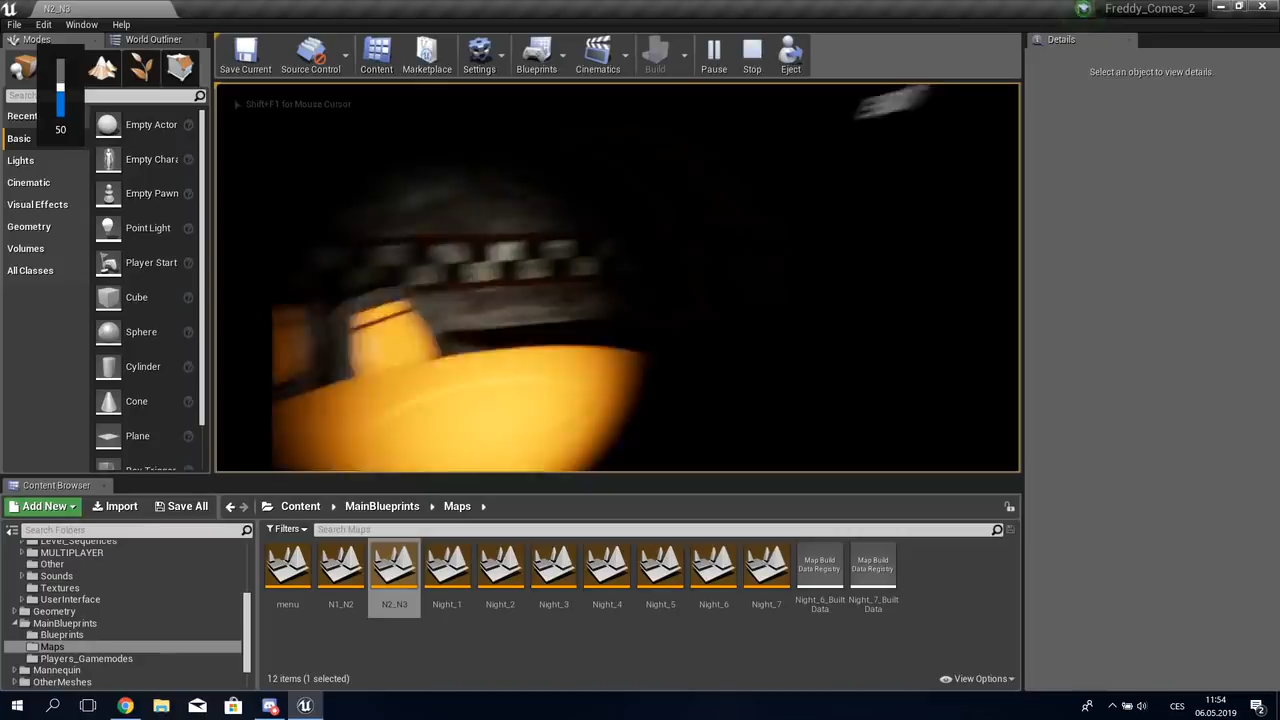 N2_N3
Freddy_Comes_2
File Edit Window Help
Modes
World Outliner
Details
Save Current
Source Control
Content
Marketplace
Settings
Blueprints
Cinematics
Build
Pause
Stop
Eject
Select an object to view details.
Search
50
Shift+F1 for Mouse Cursor
Recent
Basic
Lights
Cinematic
Visual Effects
Geometry
Volumes
All Classes
Empty Actor
Empty Chara
Empty Pawn
Point Light
Player Start
Cube
Sphere
Cylinder
Cone
Plane
Box Trigger
Content Browser
Add New
Import
Save All
Content
MainBlueprints
Maps
Search Folders
Filters
Search Maps
Level_Sequences
MULTIPLAYER
Other
Sounds
Textures
UserInterface
Geometry
MainBlueprints
Blueprints
Maps
Players_Gamemodes
Mannequin
OtherMeshes
Map Build
Data Registry
Map Build
Data Registry
menu
N1_N2
N2_N3
Night_1
Night_2
Night_3
Night_4
Night_5
Night_6
Night_7
Night_6_Built
Data
Night_7_Built
Data
12 items (1 selected)
View Options
CES
11:54
06.05.2019
2